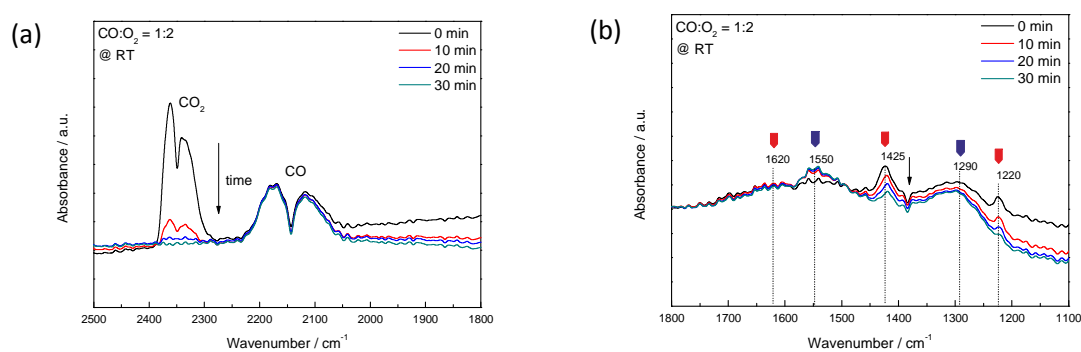 (a)
CO:O2 = 1:2
@ RT
0 min
10 min
20 min
30 min
CO2
time
CO
Absorbance / a.u.
2500 2400 2300 2200 2100 2000 1900 1800
Wavenumber / cm-1
(b)
CO:O2 = 1:2
@ RT
0 min
10 min
20 min
30 min
1620 1550 1425 1290 1220
Absorbance / a.u.
1800 1700 1600 1500 1400 1300 1200 1100
Wavenumber / cm-1